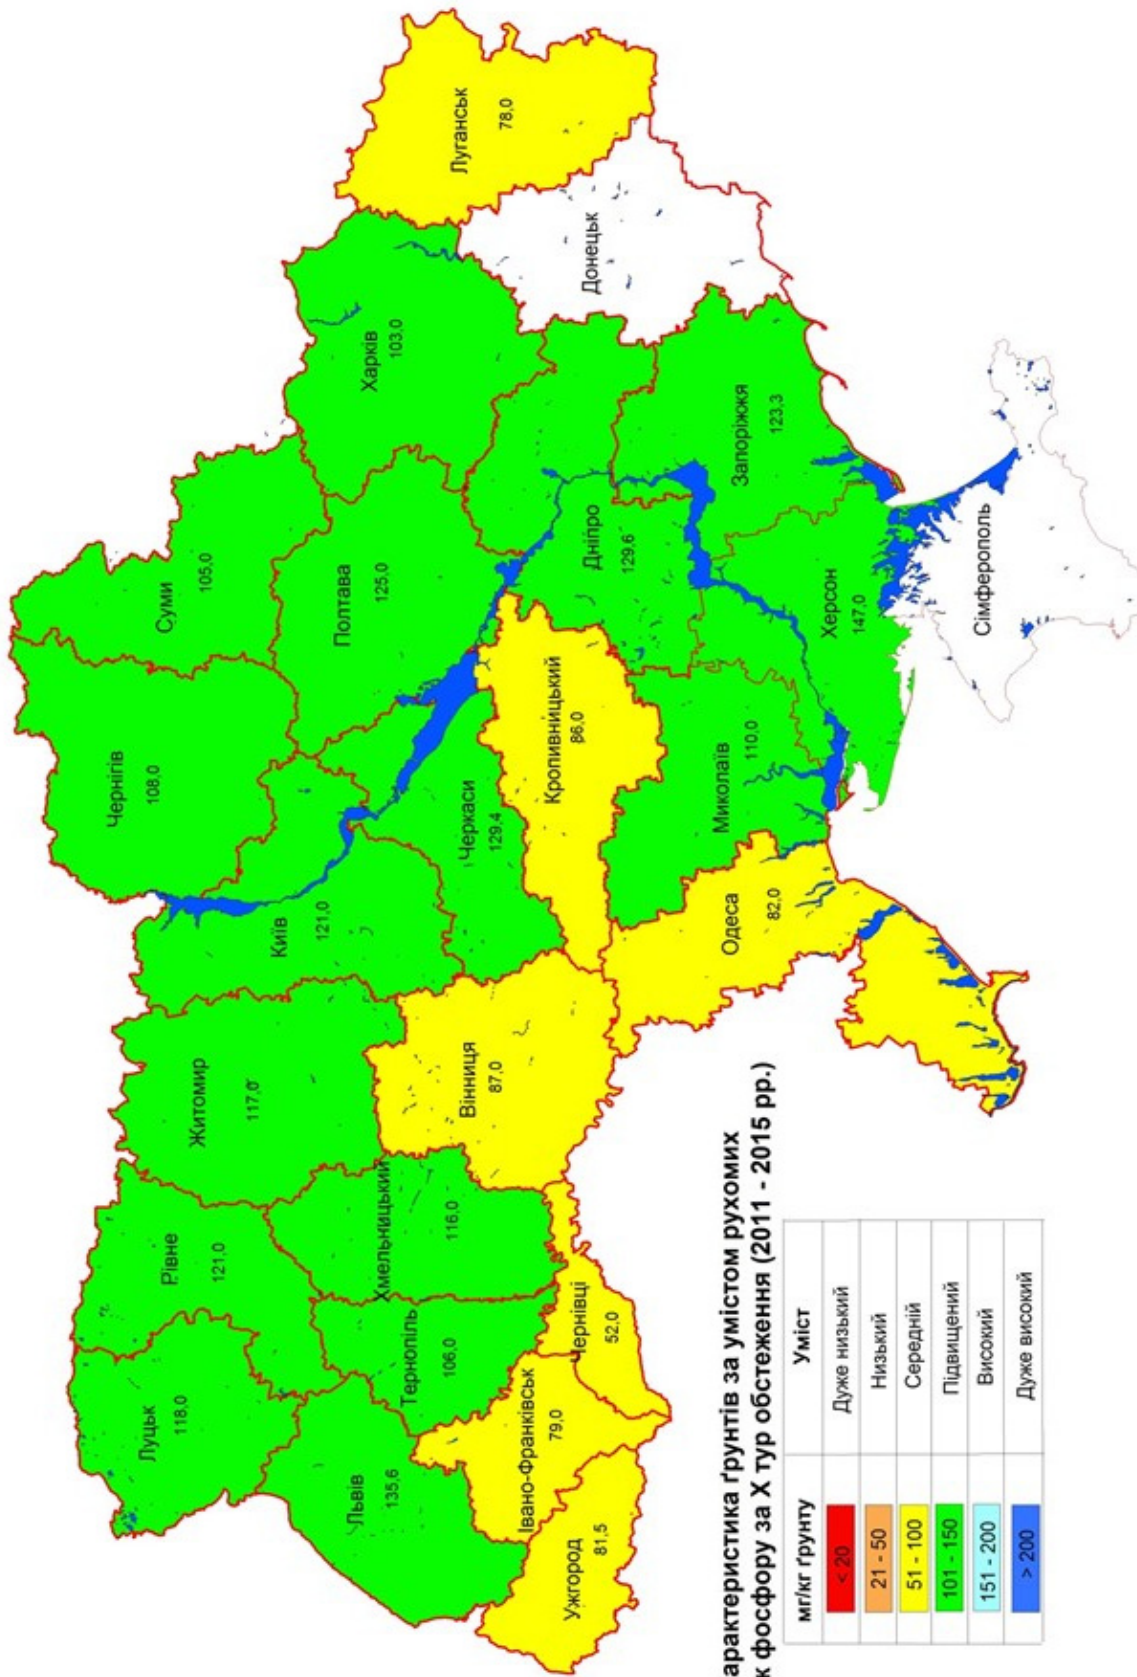 Луцьк
118,0
Рівне
121,0
Житомир
117,0
Київ
121,0
Чернігів
108,0
Суми
105,0
Львів
135,6
Тернопіль
106,0
Хмельницький
116,0
Вінниця
87,0
Черкаси
129,4
Полтава
125,0
Харків
103,0
Луганськ
78,0
Ужгород
81,5
Івано-Франківськ
79,0
Чернівці
52,0
Кропивницький
86,0
Дніпро
129,6
Донецьк
Одеса
82,0
Миколаїв
110,0
Херсон
147,0
Запоріжжя
123,3
Сімферополь
арактеристика ґрунтів за умістом рухомих
к фосфору за X тур обстеження (2011 - 2015 рр.)
мг/кг ґрунту Уміст
< 20 Дуже низький
21 - 50 Низький
51 - 100 Середній
101 - 150 Підвищений
151 - 200 Високий
> 200 Дуже високий